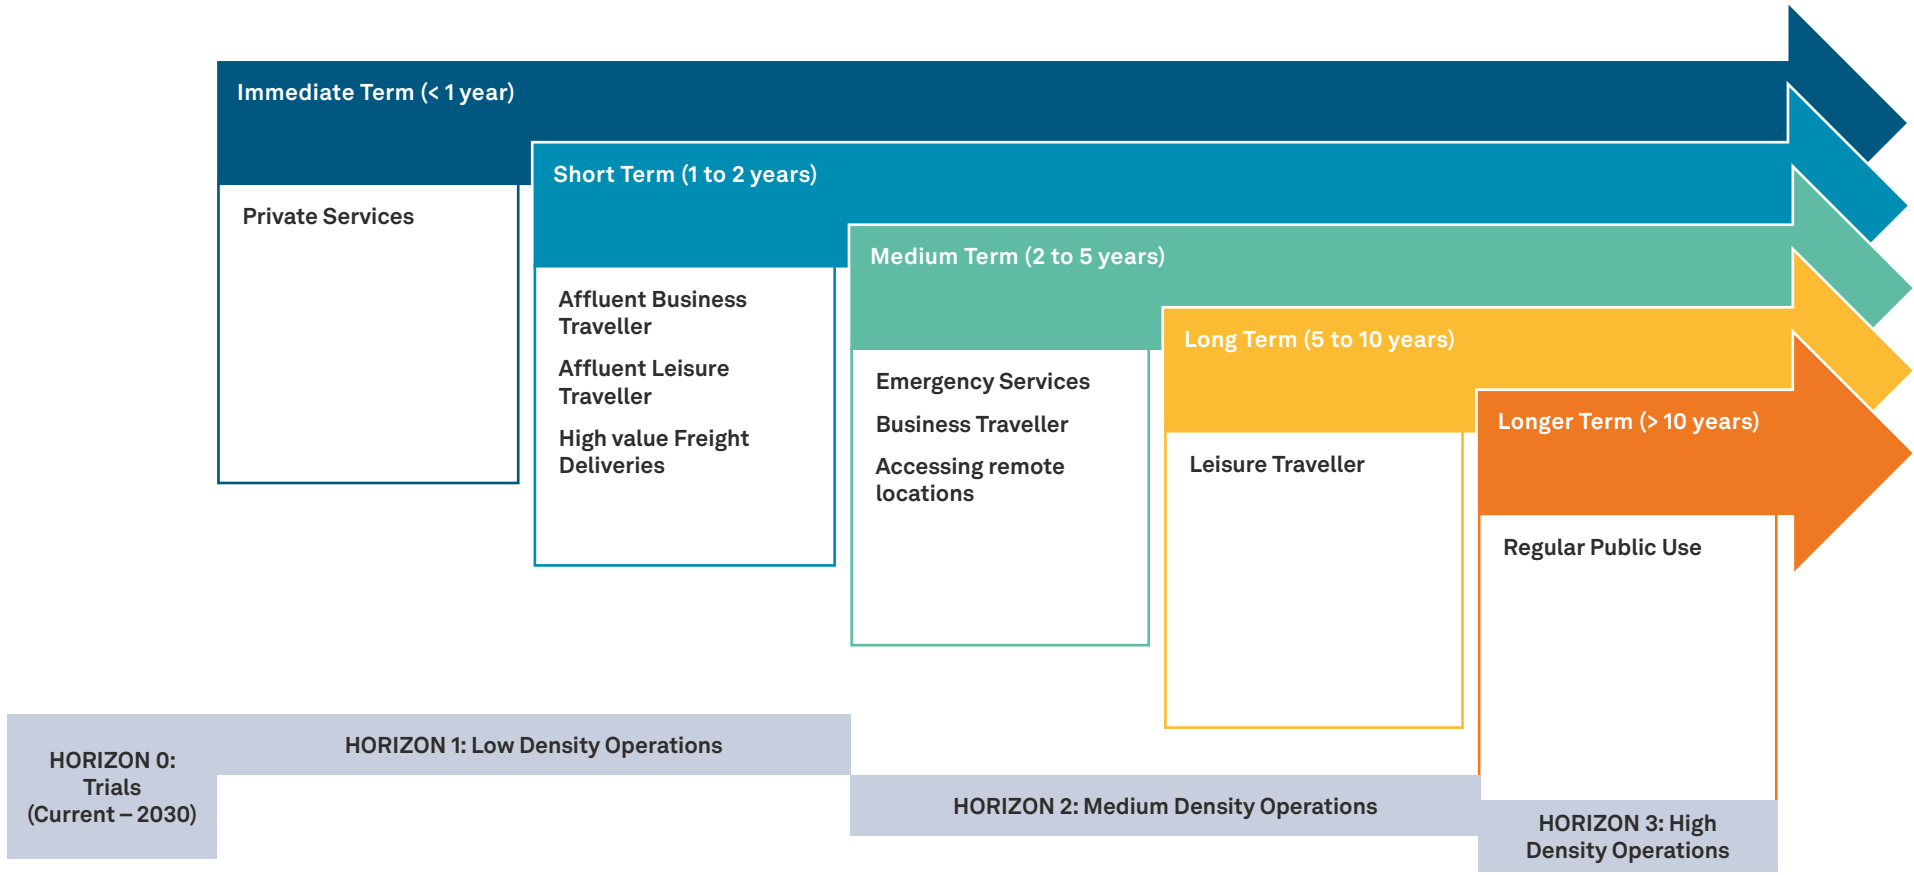 Immediate Term (< 1 year)
Private Services
Short Term (1 to 2 years)
Affluent Business
Traveller
Affluent Leisure
Traveller
High value Freight
Deliveries
Medium Term (2 to 5 years)
Emergency Services
Business Traveller
Accessing remote
locations
Long Term (5 to 10 years)
Leisure Traveller
Longer Term (> 10 years)
Regular Public Use
HORIZON 0:
Trials
(Current – 2030)
HORIZON 1: Low Density Operations
HORIZON 2: Medium Density Operations
HORIZON 3: High
Density Operations